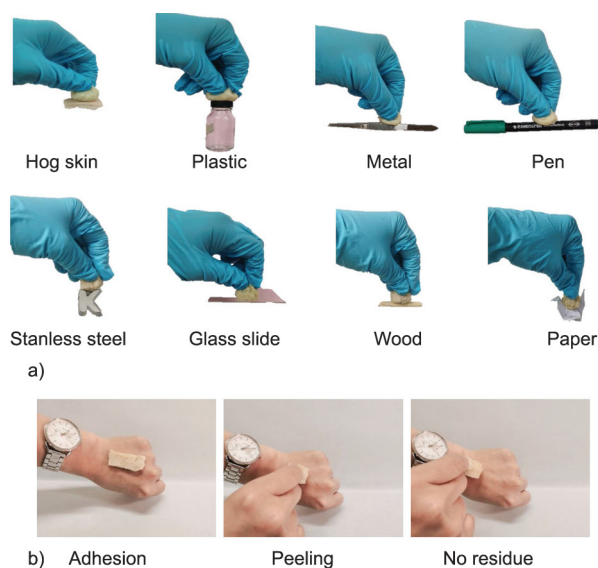 Hog skin
Plastic
Metal
Pen
Stanless steel
Glass slide
Wood
Paper
a)
b)
Adhesion
Peeling
No residue